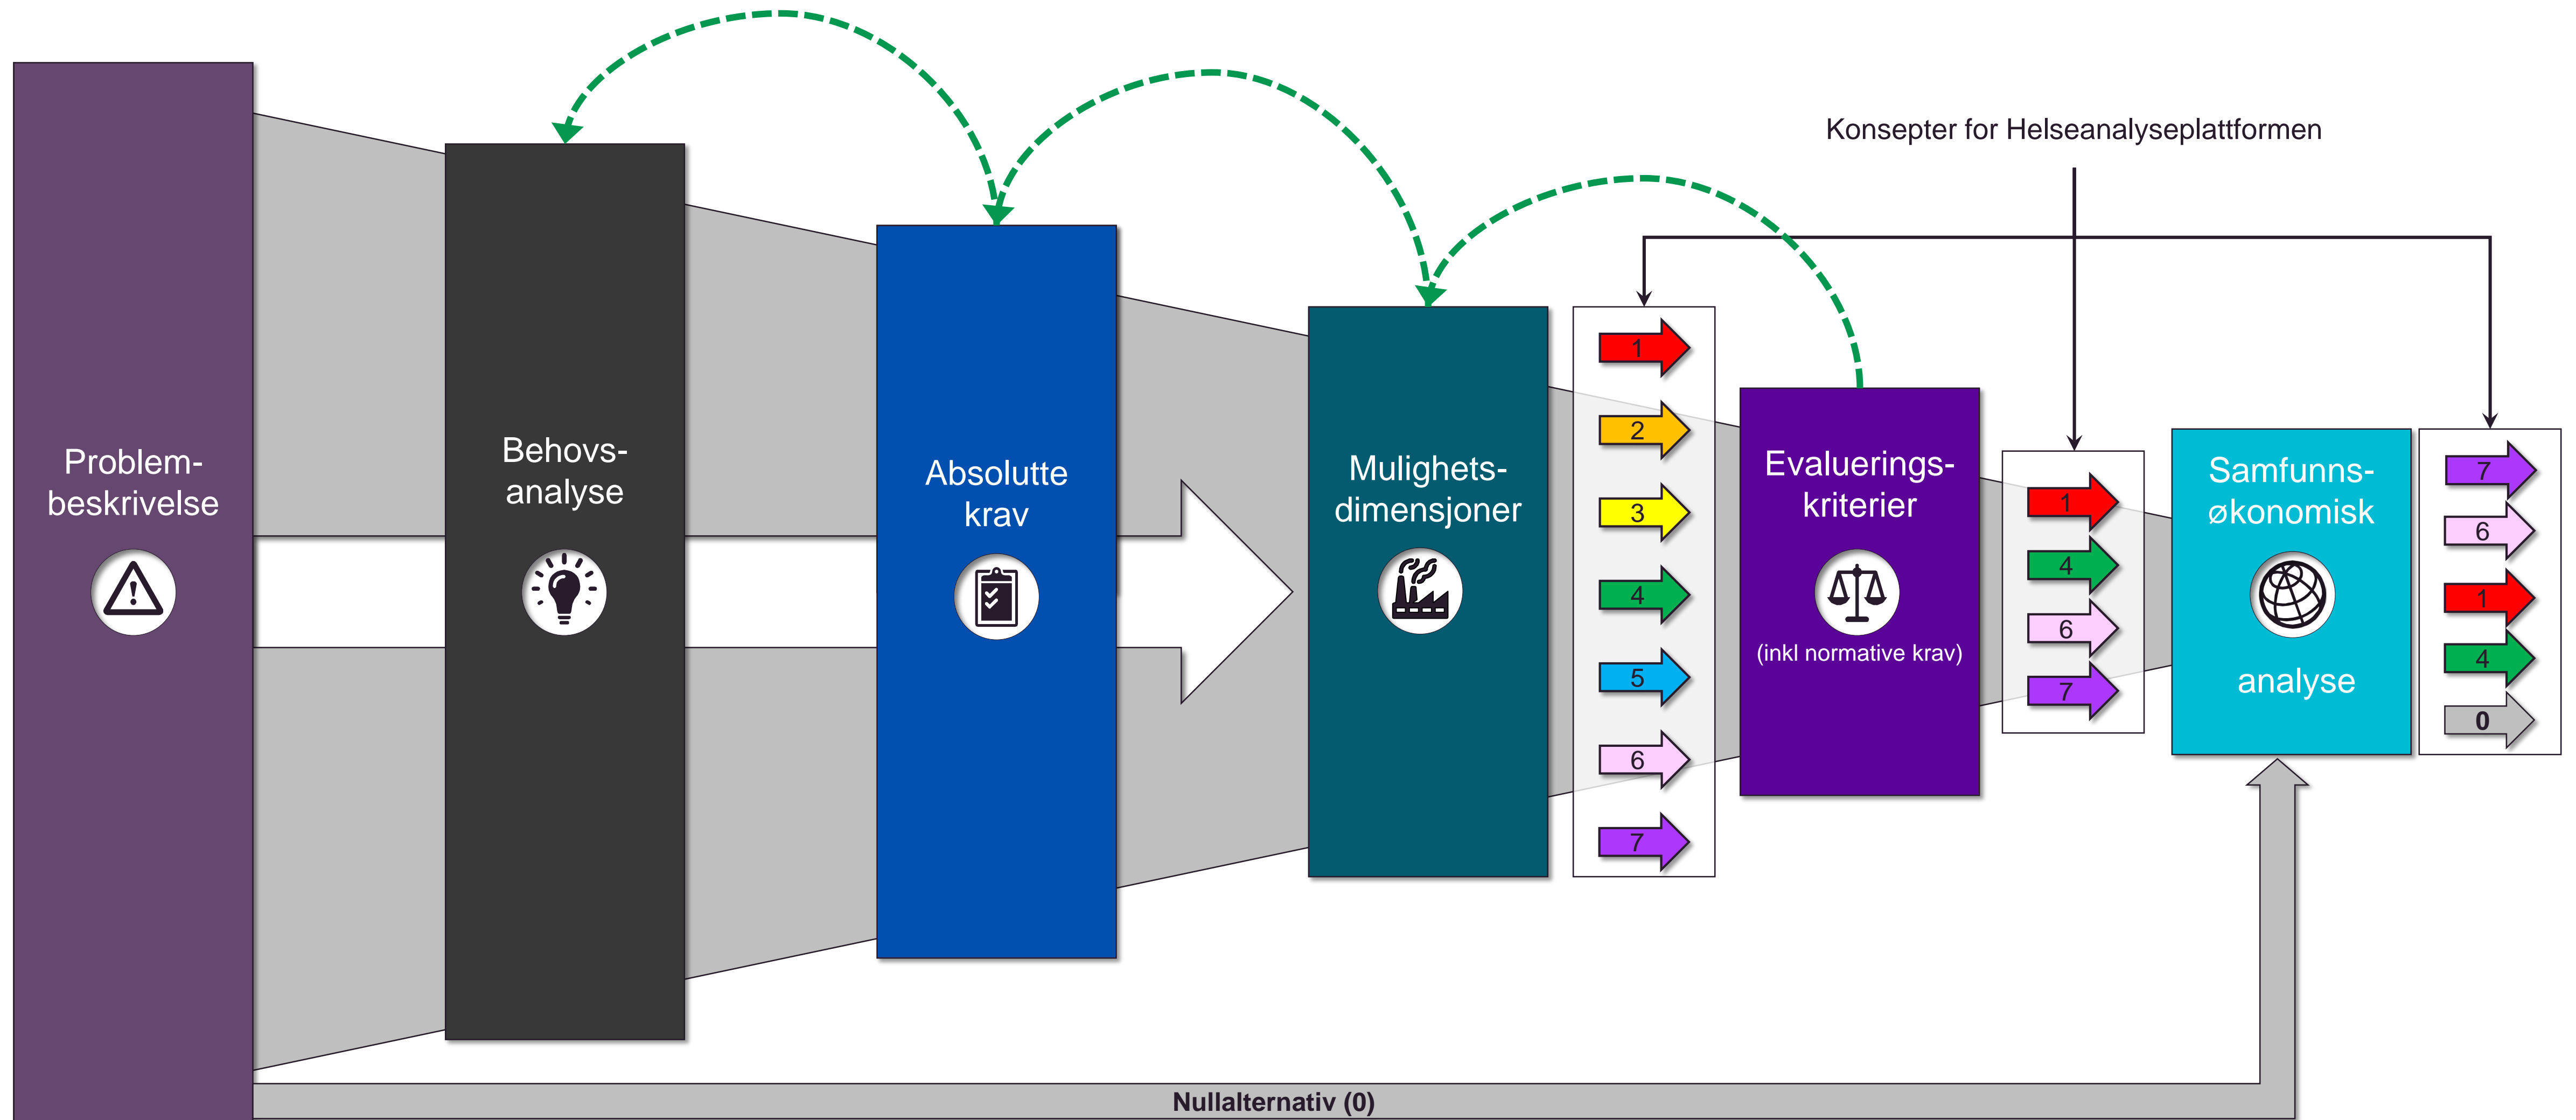 Konsepter for Helseanalyseplattformen
Problem-
beskrivelse
Behovs-
analyse
Absolutte
krav
Mulighets-
dimensjoner
1
2
3
4
5
6
7
Evaluerings-
kriterier
(inkl normative krav)
1
4
6
7
Samfunns-
økonomisk
analyse
7
6
1
4
0
Nullalternativ (0)